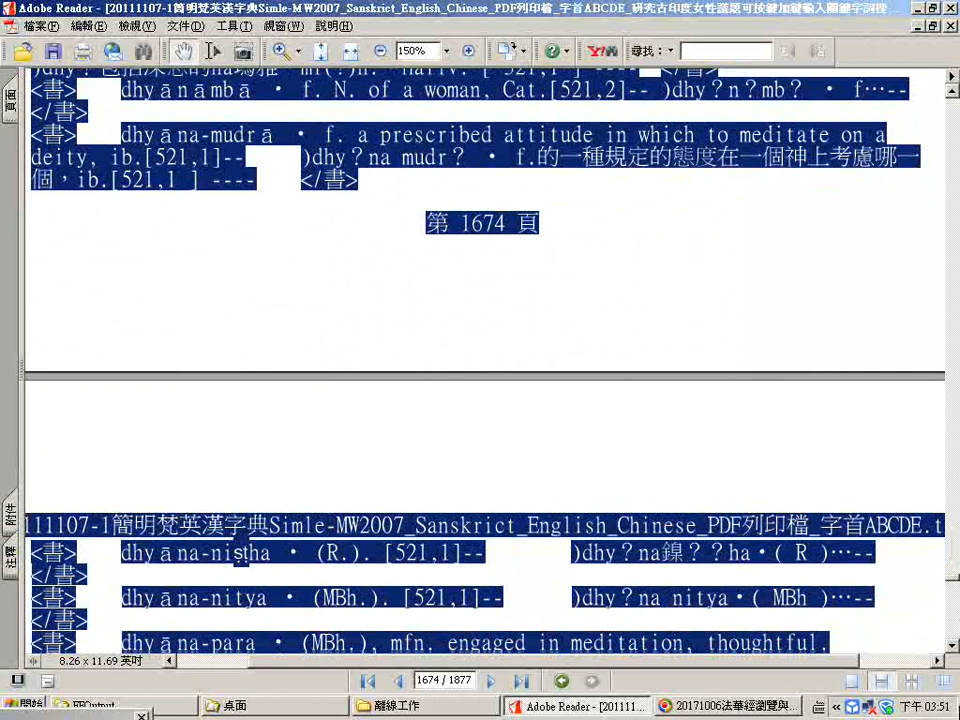 Adobe Reader - [20111107-1簡明梵英漢字典Simle-MW2007_Sanskrict_English_Chinese_PDF列印檔_字首ABCDE_研究古印度女性議題可按鍵加鍵輸入關鍵字詞搜...
檔案(F) 編輯(E) 檢視(V) 文件(D) 工具(T) 視窗(W) 說明(H)
150% Y! 尋找：
頁面
<書> dhyānāmbā • f. N. of a woman, Cat.[521,2]-- )dhy？n？mb？ • f…--
</書>
<書> dhyāna-mudrā • f. a prescribed attitude in which to meditate on a
deity, ib.[521,1]-- )dhy？na mudr？ • f.的一種規定的態度在一個神上考慮哪一
個，ib.[521,1 ] ---- </書>
第 1674 頁
附件
註釋
111107-1簡明梵英漢字典Simle-MW2007_Sanskrict_English_Chinese_PDF列印檔_字首ABCDE.t
<書> dhyāna-niṣṭha • (R.). [521,1]-- )dhy？na鎳？？ha•( R )…--
</書>
<書> dhyāna-nitya • (MBh.). [521,1]-- )dhy？na nitya•( MBh )…--
</書>
<書> dhyāna-para • (MBh.), mfn. engaged in meditation, thoughtful,
8.26 x 11.69 英吋
1674 / 1877
開始 FFOutput 桌面 離線工作 Adobe Reader - [201111... 20171006法華經瀏覽與... 下午 03:51